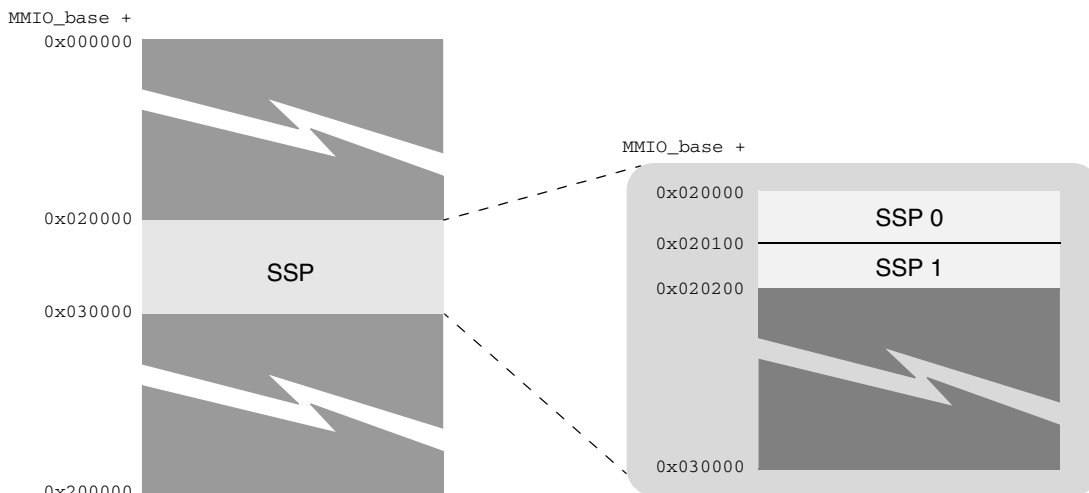 MMIO_base +
0x000000
0x020000
SSP
0x030000
0x200000
MMIO_base +
0x020000
SSP 0
0x020100
SSP 1
0x020200
0x030000